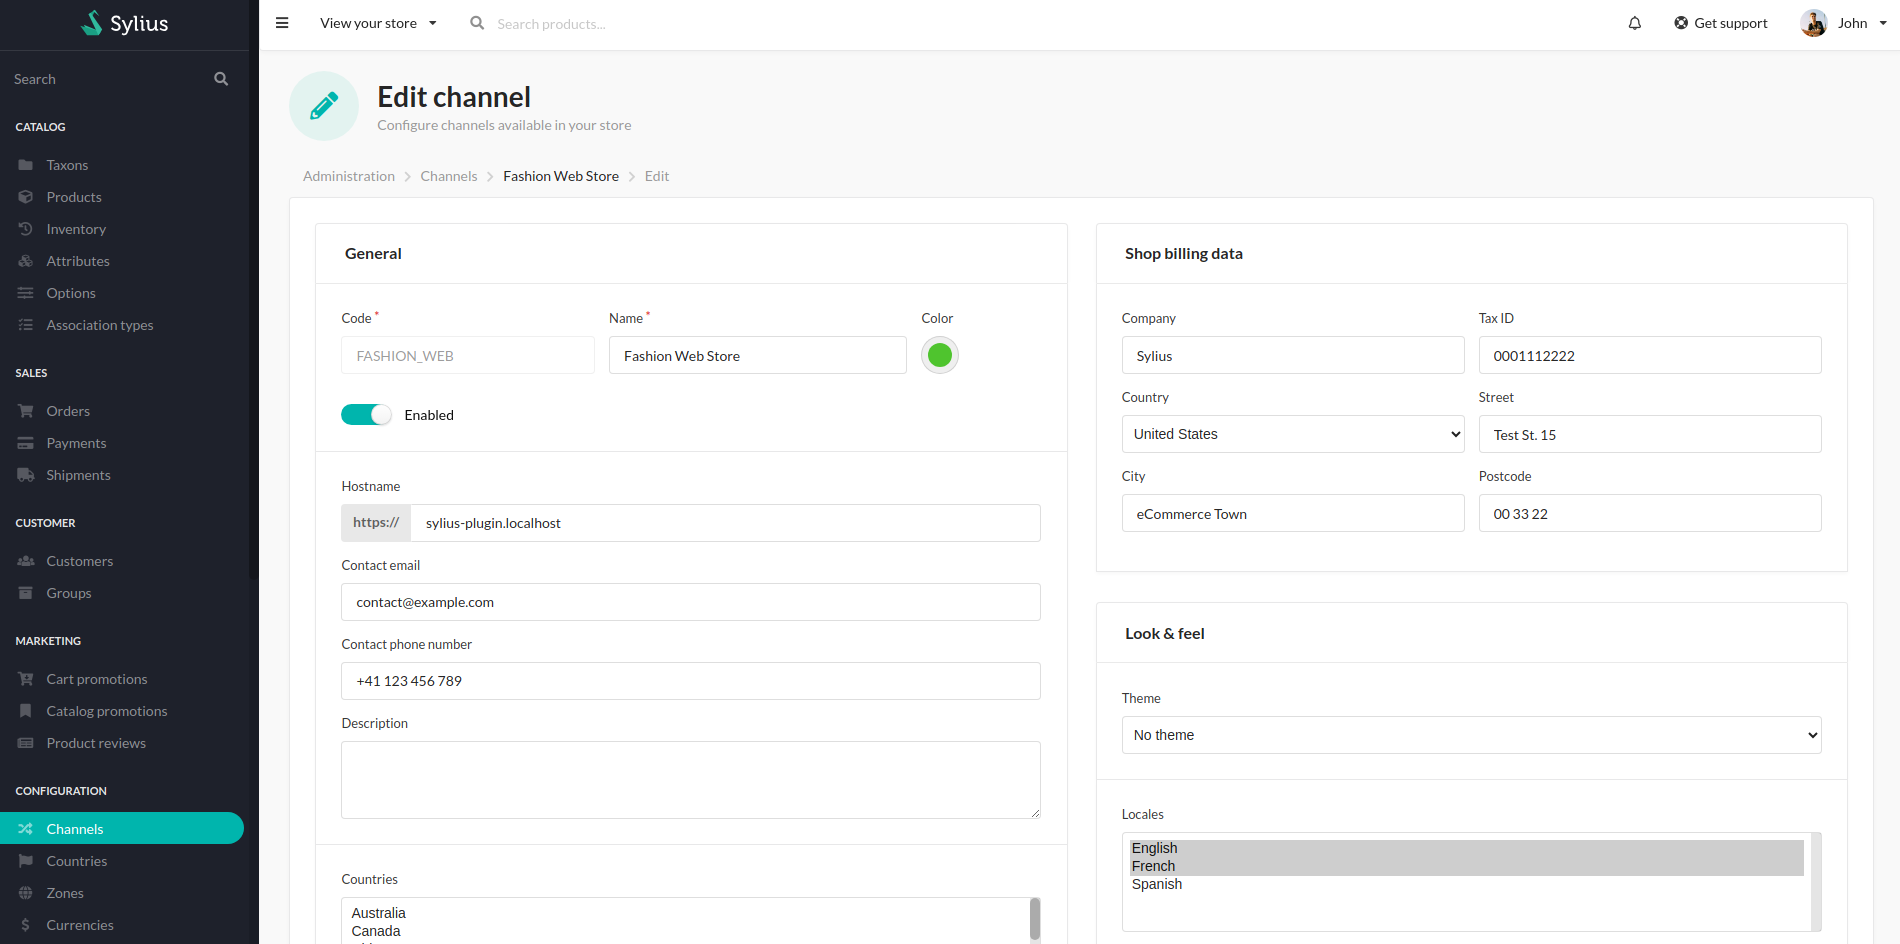 Sylius
View your store
Search products...
Get support
John
Search
CATALOG
Taxons
Products
Inventory
Attributes
Options
Association types
SALES
Orders
Payments
Shipments
CUSTOMER
Customers
Groups
MARKETING
Cart promotions
Catalog promotions
Product reviews
CONFIGURATION
Channels
Countries
Zones
Currencies
Edit channel
Configure channels available in your store
Administration > Channels > Fashion Web Store > Edit
General
Code *
Name *
Color
FASHION_WEB
Fashion Web Store
Enabled
Hostname
https://
sylius-plugin.localhost
Contact email
contact@example.com
Contact phone number
+41 123 456 789
Description
Countries
Australia
Canada
Shop billing data
Company
Tax ID
Sylius
0001112222
Country
Street
United States
Test St. 15
City
Postcode
eCommerce Town
00 33 22
Look & feel
Theme
No theme
Locales
English
French
Spanish